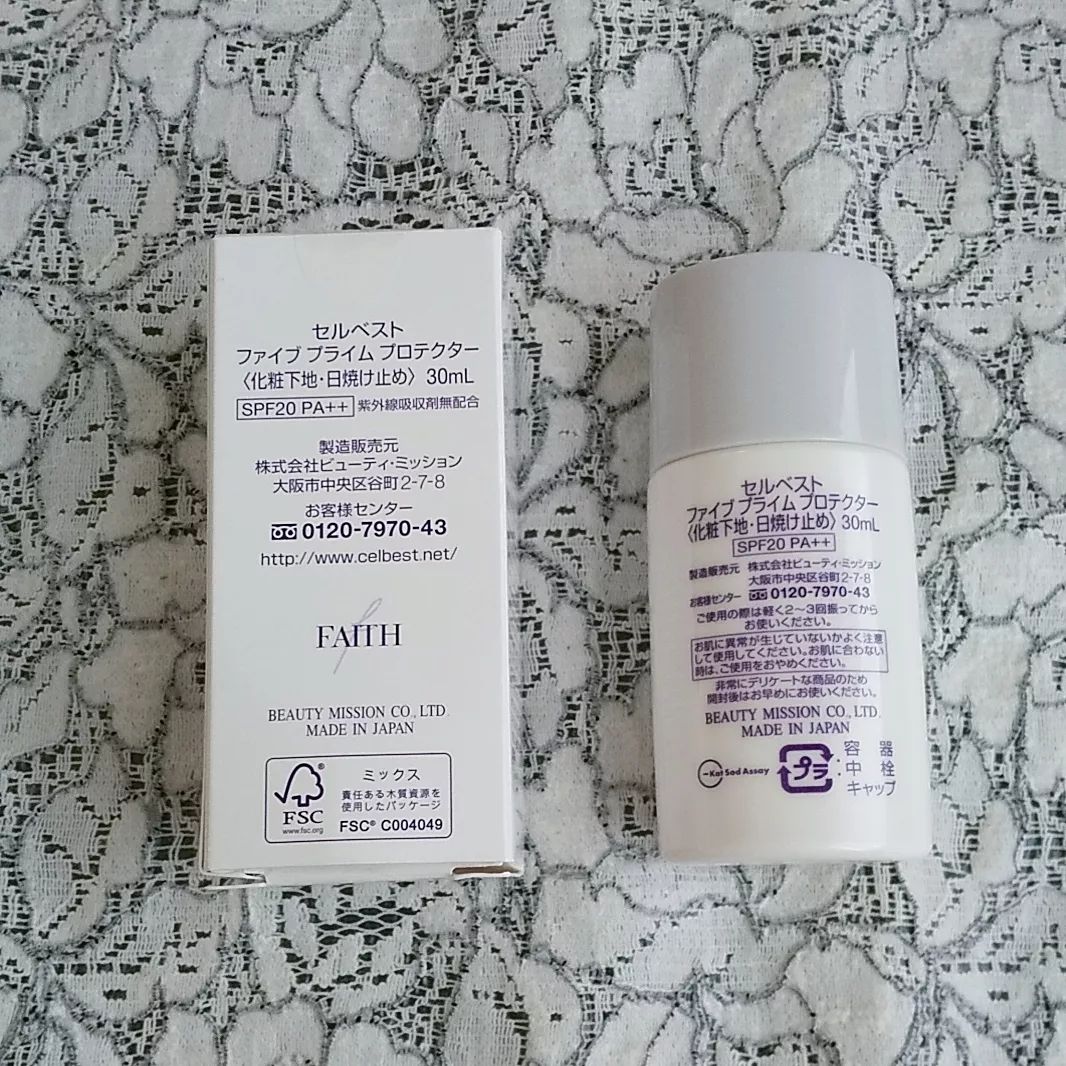 セルベスト
ファイブ プライム プロテクター
〈化粧下地・日焼け止め〉 30mL
SPF20 PA++ 紫外線吸収剤無配合
製造販売元
株式会社ビューティ・ミッション
大阪市中央区谷町2-7-8
お客様センター
0120-7970-43
http://www.celbest.net/
FAITH
BEAUTY MISSION CO., LTD.
MADE IN JAPAN
FSC
www.fsc.org
ミックス
責任ある木質資源を
使用したパッケージ
FSC® C004049
セルベスト
ファイブ プライム プロテクター
〈化粧下地・日焼け止め〉 30mL
SPF20 PA++
製造販売元 株式会社ビューティ・ミッション
大阪市中央区谷町2-7-8
お客様センター 0120-7970-43
ご使用の際は軽く2～3回振ってから
お使いください。
お肌に異常が生じていないかよく注意
して使用してください。お肌に合わない
時は、ご使用をおやめください。
非常にデリケートな商品のため
開封後はお早めにお使いください。
BEAUTY MISSION CO., LTD.
MADE IN JAPAN
Kat Sod Assay
プラ : 容器
中栓
キャップ